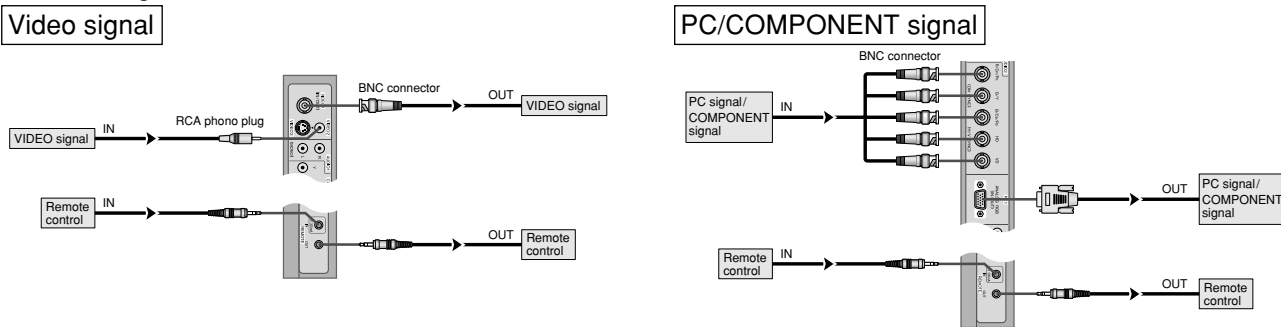 Video signal
BNC connector
OUT
VIDEO signal
RCA phono plug
IN
VIDEO signal
Remote
control
IN
OUT
Remote
control
PC/COMPONENT signal
BNC connector
PC signal/
COMPONENT
signal
IN
HD
VD
OUT
PC signal/
COMPONENT
signal
Remote
control
IN
OUT
Remote
control